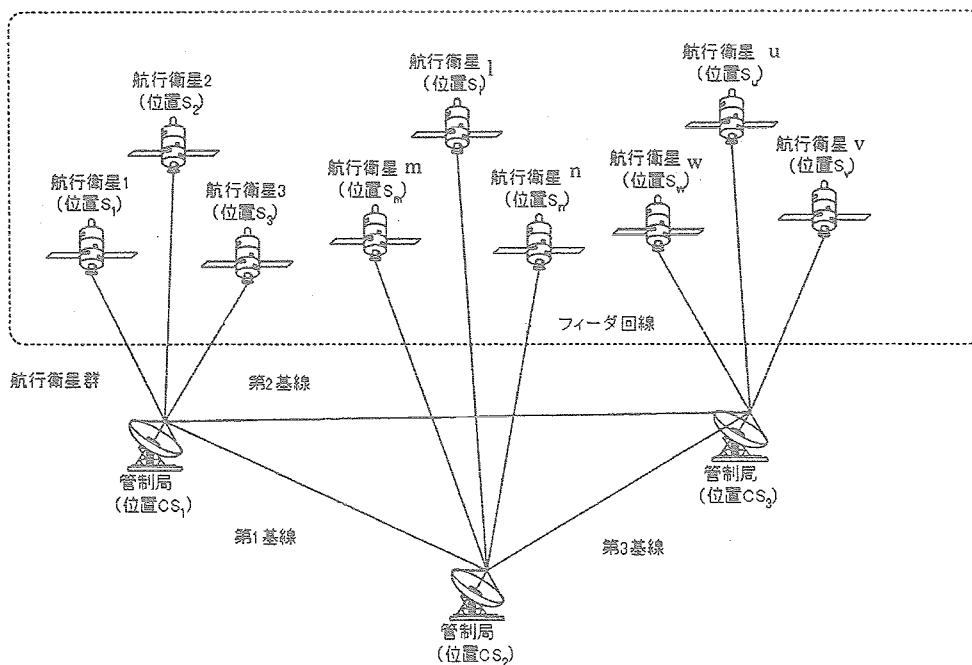 航行衛星2
(位置S2)
航行衛星1
(位置S1)
航行衛星3
(位置S3)
航行衛星 l
(位置Sl)
航行衛星 m
(位置Sm)
航行衛星 n
(位置Sn)
航行衛星 u
(位置Su)
航行衛星 w
(位置Sw)
航行衛星 v
(位置Sv)
フィーダ回線
航行衛星群
第2基線
管制局
(位置CS1)
管制局
(位置CS3)
第1基線
第3基線
管制局
(位置CS2)